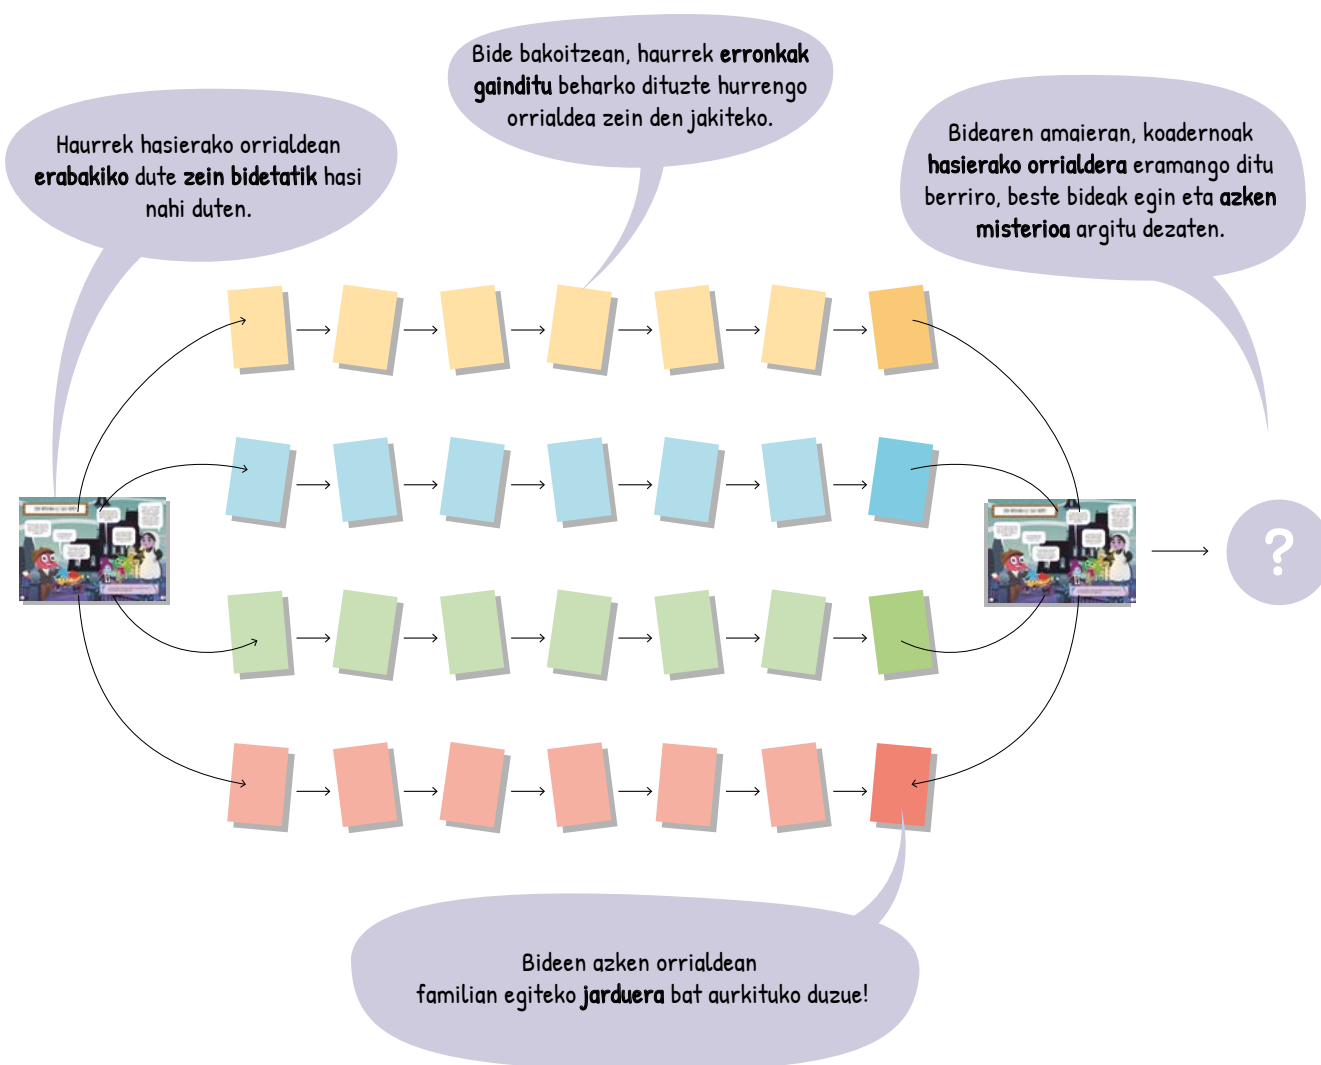 Haurrek hasierako orrialdean
erabakiko dute zein bidetatik hasi
nahi duten.
Bide bakoitzean, haurrek erronkak
gainditu beharko dituzte hurrengo
orrialdea zein den jakiteko.
Bidearen amaieran, koadernoak
hasierako orrialdera eramango ditu
berriro, beste bideak egin eta azken
misterioa argitu dezaten.
?
Bideen azken orrialdean
familian egiteko jarduera bat aurkituko duzue!